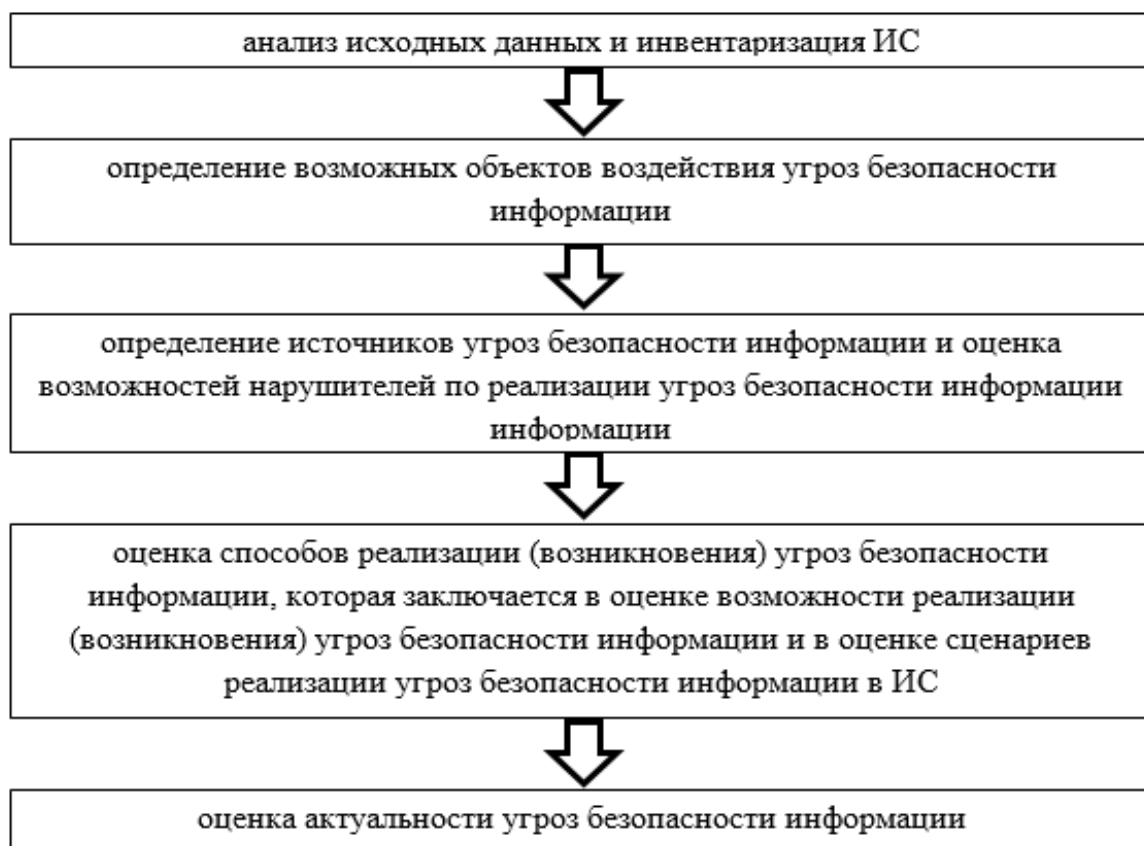 анализ исходных данных и инвентаризация ИС
определение возможных объектов воздействия угроз безопасности
информации
определение источников угроз безопасности информации и оценка
возможностей нарушителей по реализации угроз безопасности информации
информации
оценка способов реализации (возникновения) угроз безопасности
информации, которая заключается в оценке возможности реализации
(возникновения) угроз безопасности информации и в оценке сценариев
реализации угроз безопасности информации в ИС
оценка актуальности угроз безопасности информации